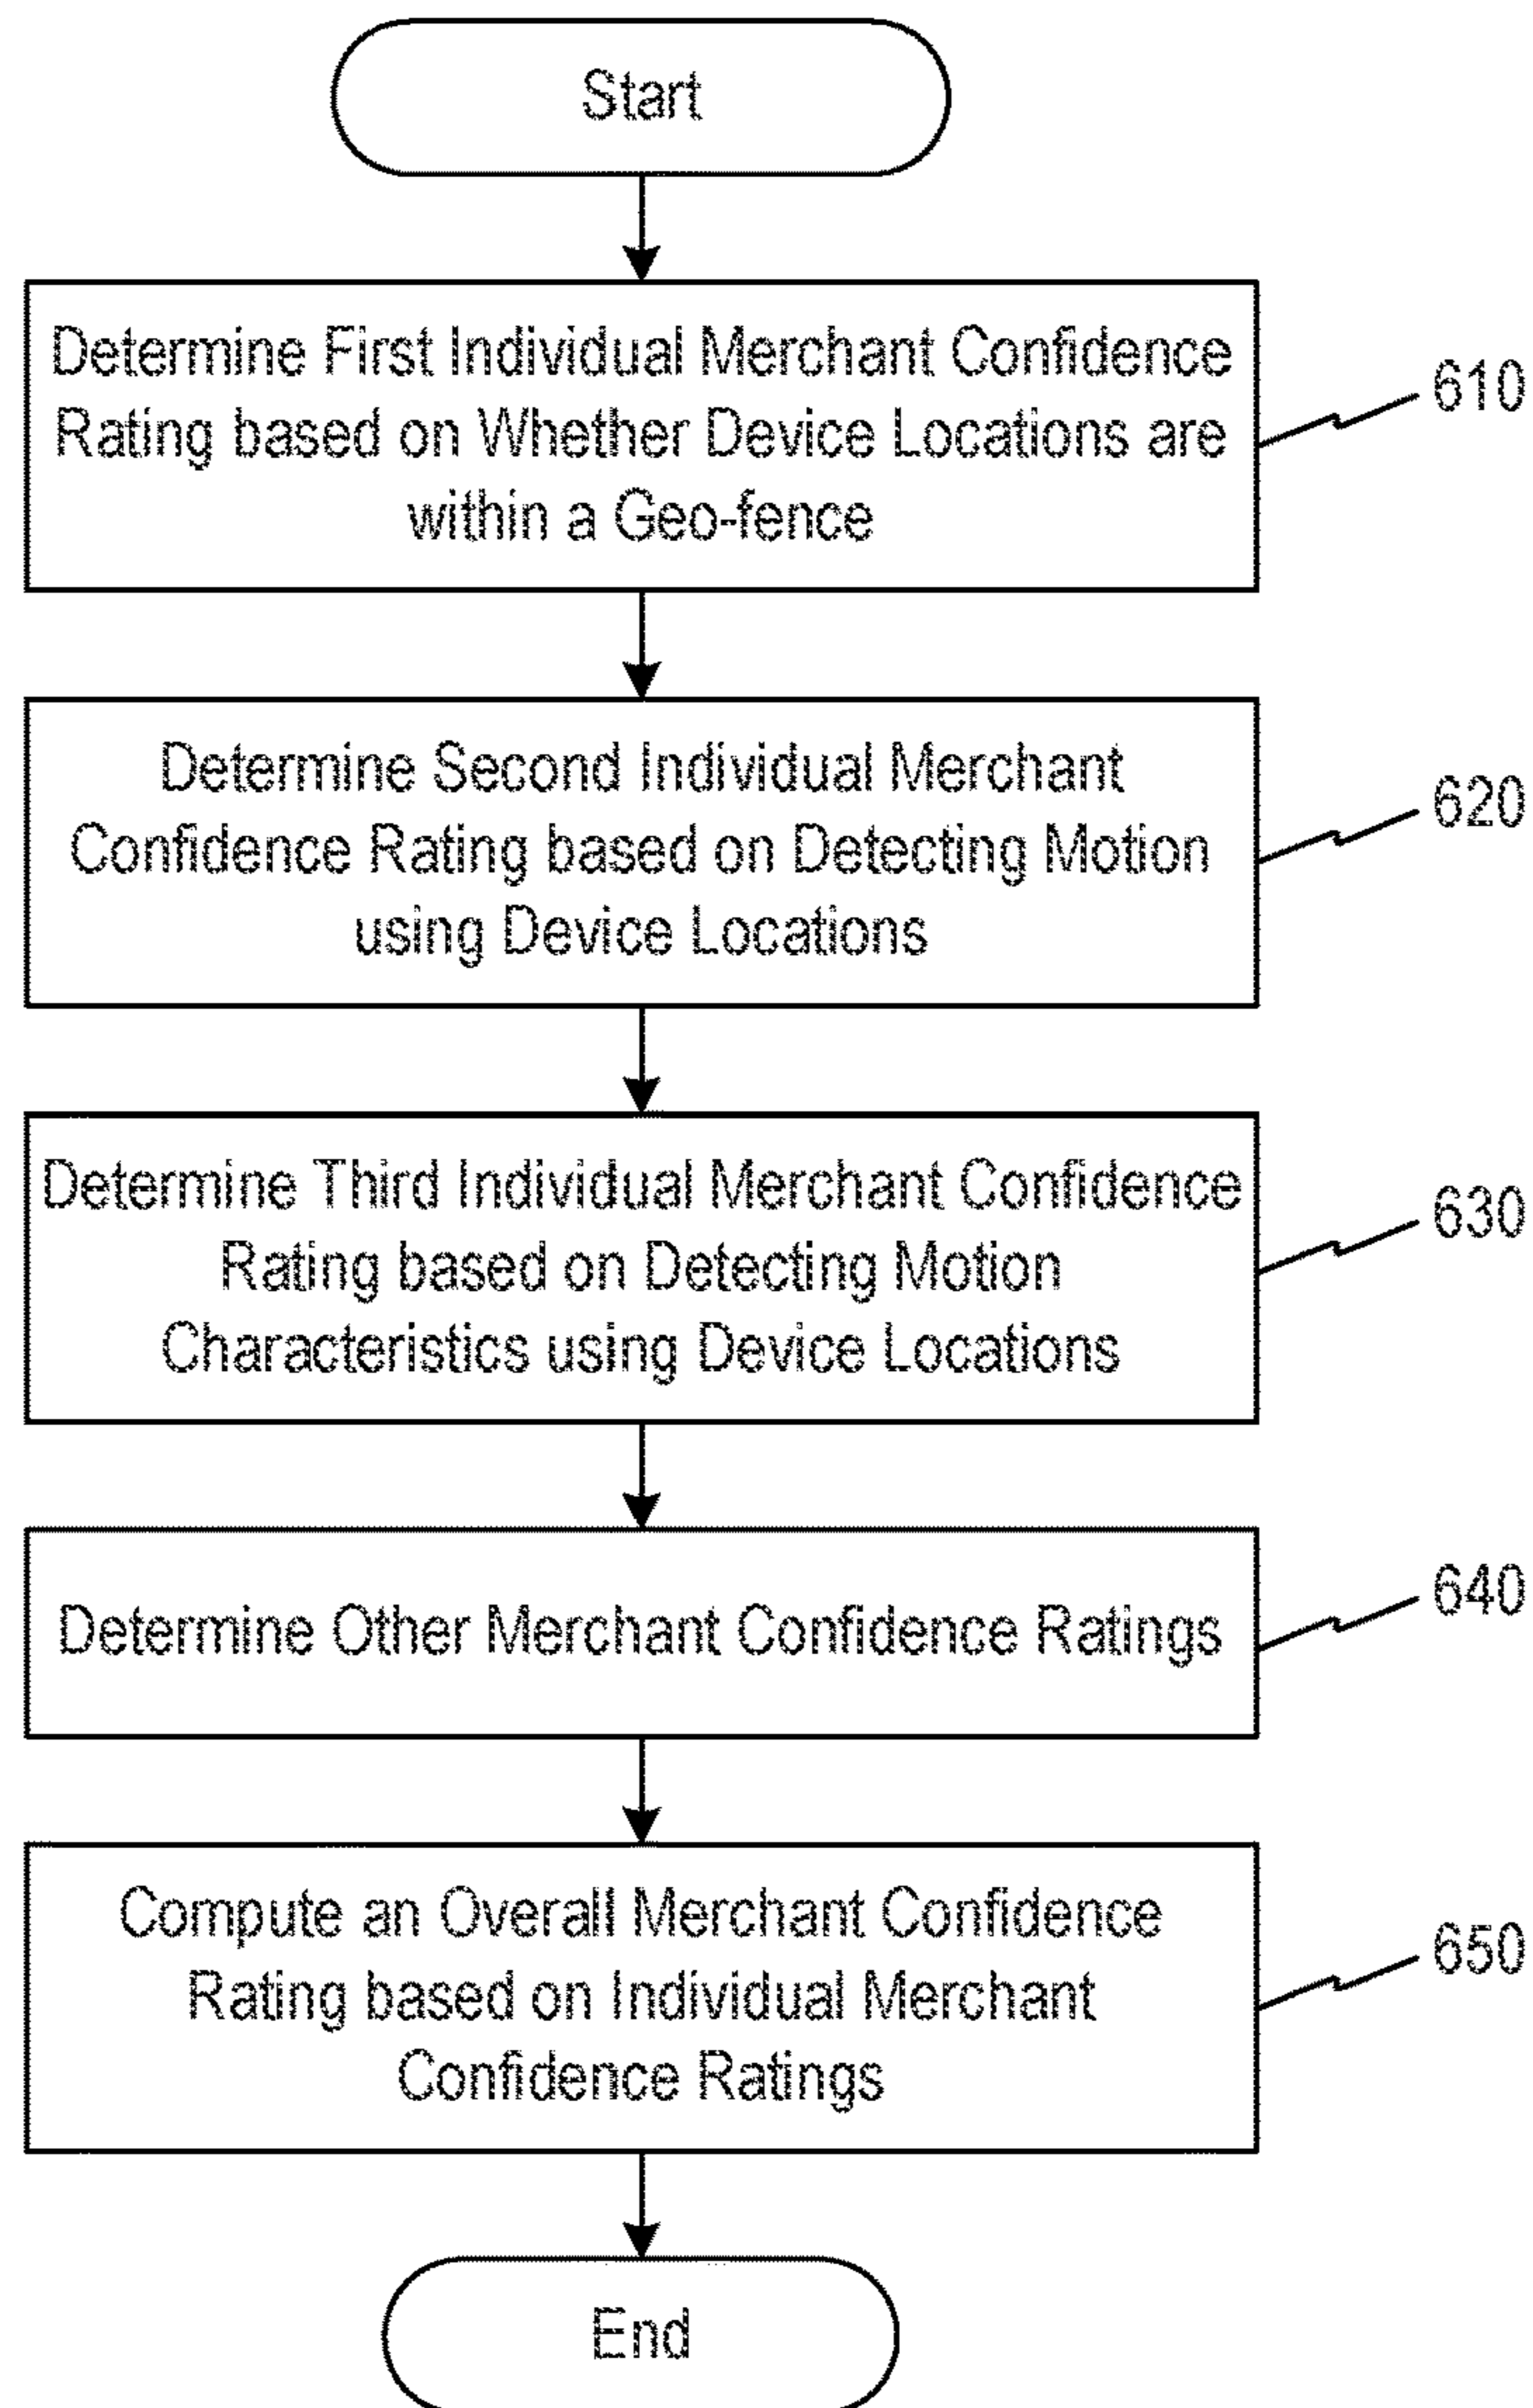 Start
Determine First Individual Merchant Confidence
Rating based on Whether Device Locations are
within a Geo-fence
610
Determine Second Individual Merchant
Confidence Rating based on Detecting Motion
using Device Locations
620
Determine Third Individual Merchant Confidence
Rating based on Detecting Motion
Characteristics using Device Locations
630
Determine Other Merchant Confidence Ratings
640
Compute an Overall Merchant Confidence
Rating based on Individual Merchant
Confidence Ratings
650
End